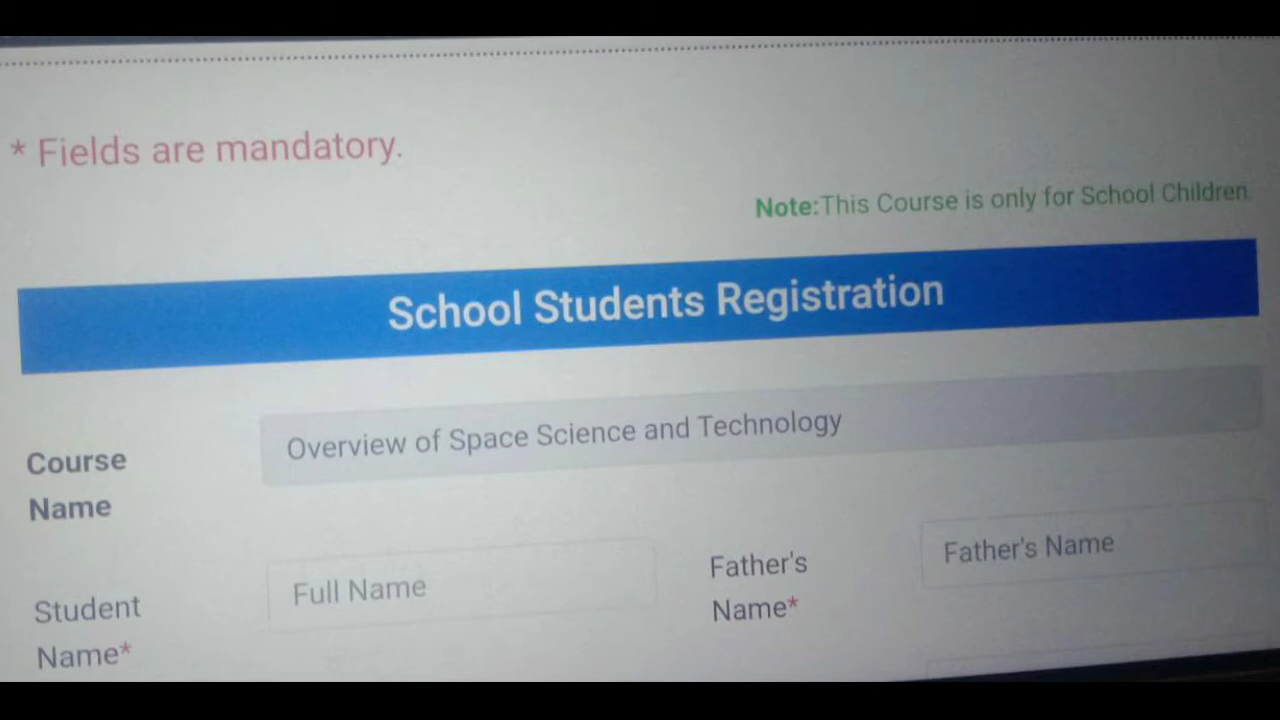 * Fields are mandatory.
Note:This Course is only for School Children
School Students Registration
Course
Name
Overview of Space Science and Technology
Student
Name*
Full Name
Father's
Name*
Father's Name